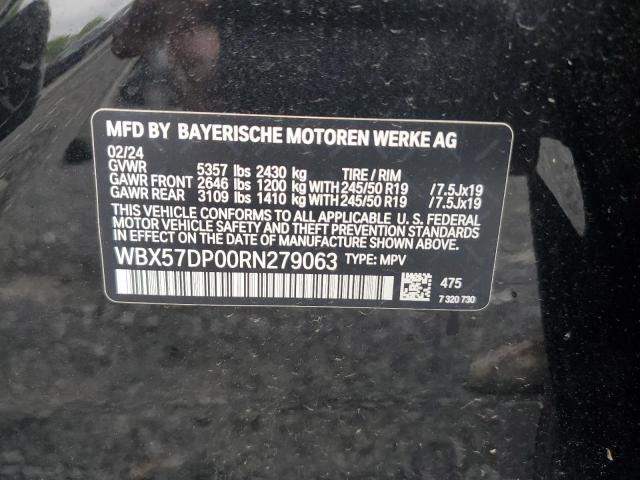 MFD BY BAYERISCHE MOTOREN WERKE AG
02/24
GVWR 5357 lbs 2430 kg TIRE / RIM
GAWR FRONT 2646 lbs 1200 kg WITH 245/50 R19 /7.5Jx19
GAWR REAR 3109 lbs 1410 kg WITH 245/50 R19 /7.5Jx19
THIS VEHICLE CONFORMS TO ALL APPLICABLE U. S. FEDERAL
MOTOR VEHICLE SAFETY AND THEFT PREVENTION STANDARDS
IN EFFECT ON THE DATE OF MANUFACTURE SHOWN ABOVE.
WBX57DP00RN279063 TYPE: MPV
475
7 320 730